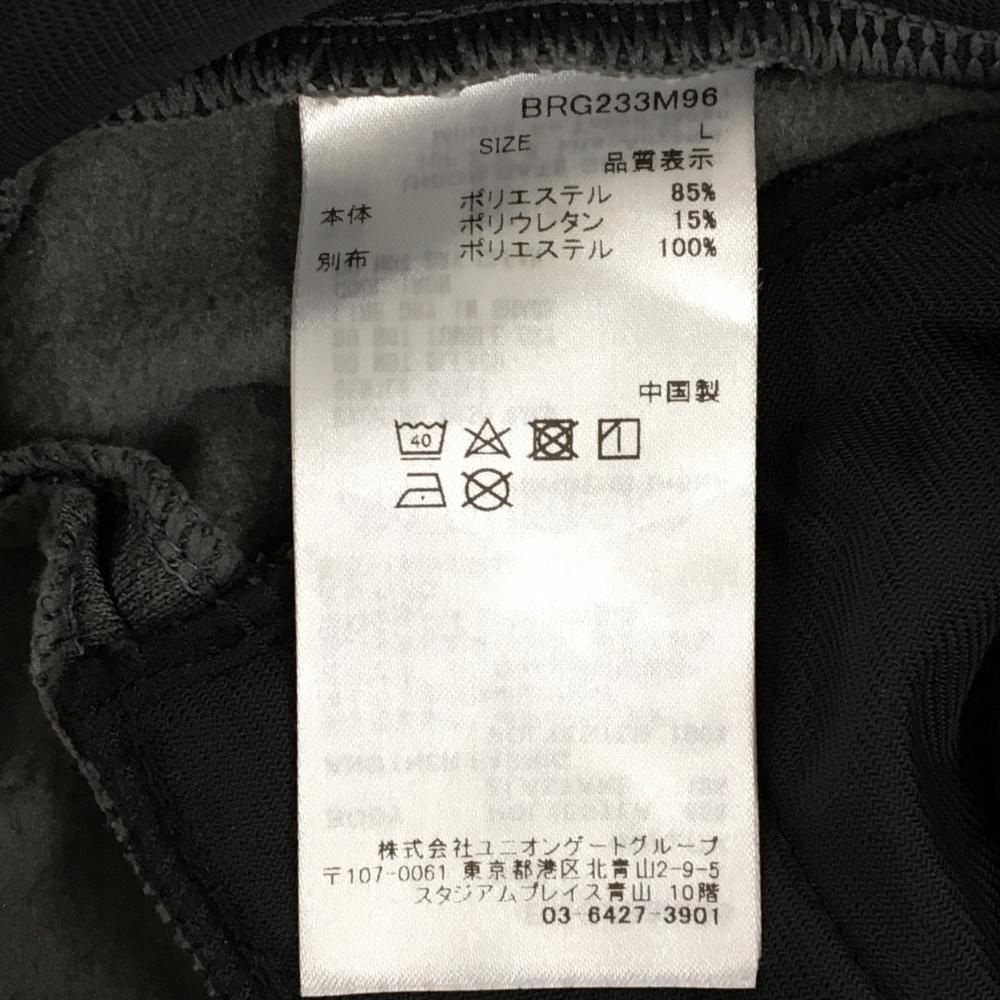 BRG233M96
SIZE L
品質表示
本体 ポリエステル 85%
ポリウレタン 15%
別布 ポリエステル 100%
中国製
40
株式会社ユニオンゲートグループ
〒107-0061 東京都港区北青山2-9-5
スタジアムプレイス青山 10階
03-6427-3901